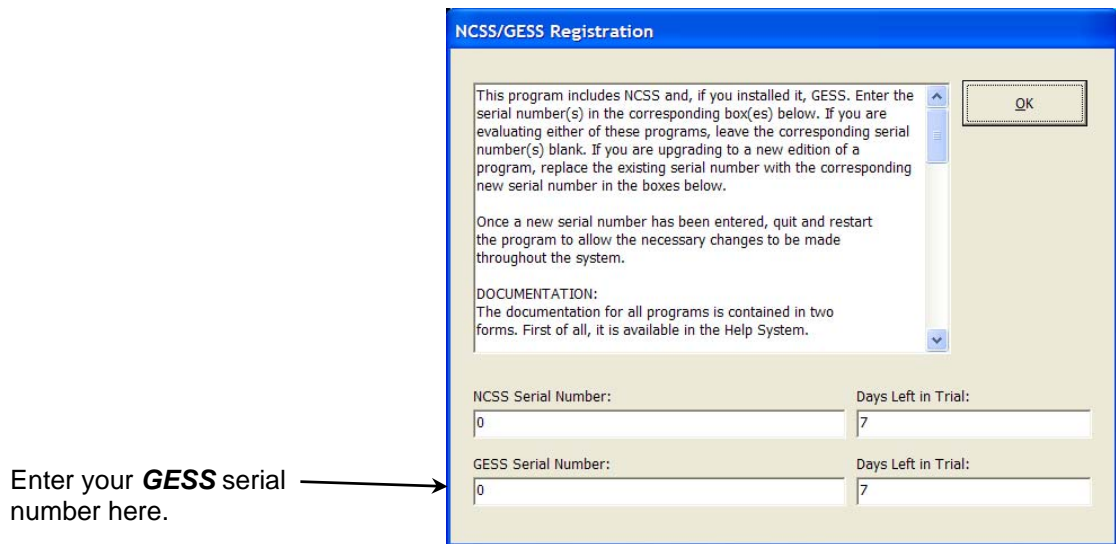 NCSS/GESS Registration
This program includes NCSS and, if you installed it, GESS. Enter the
serial number(s) in the corresponding box(es) below. If you are
evaluating either of these programs, leave the corresponding serial
number(s) blank. If you are upgrading to a new edition of a
program, replace the existing serial number with the corresponding
new serial number in the boxes below.
Once a new serial number has been entered, quit and restart
the program to allow the necessary changes to be made
throughout the system.
DOCUMENTATION:
The documentation for all programs is contained in two
forms. First of all, it is available in the Help System.
OK
NCSS Serial Number:
Days Left in Trial:
0
7
GESS Serial Number:
Days Left in Trial:
0
7
Enter your GESS serial
number here.